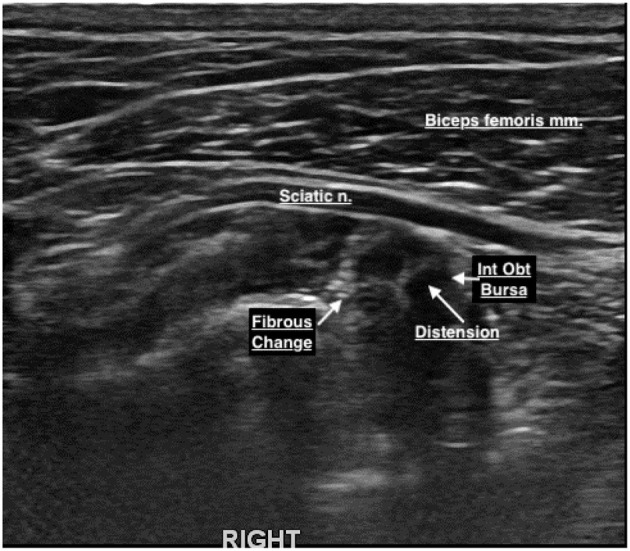 Biceps femoris mm.
Sciatic n.
Int Obt
Bursa
Distension
Fibrous
Change
RIGHT